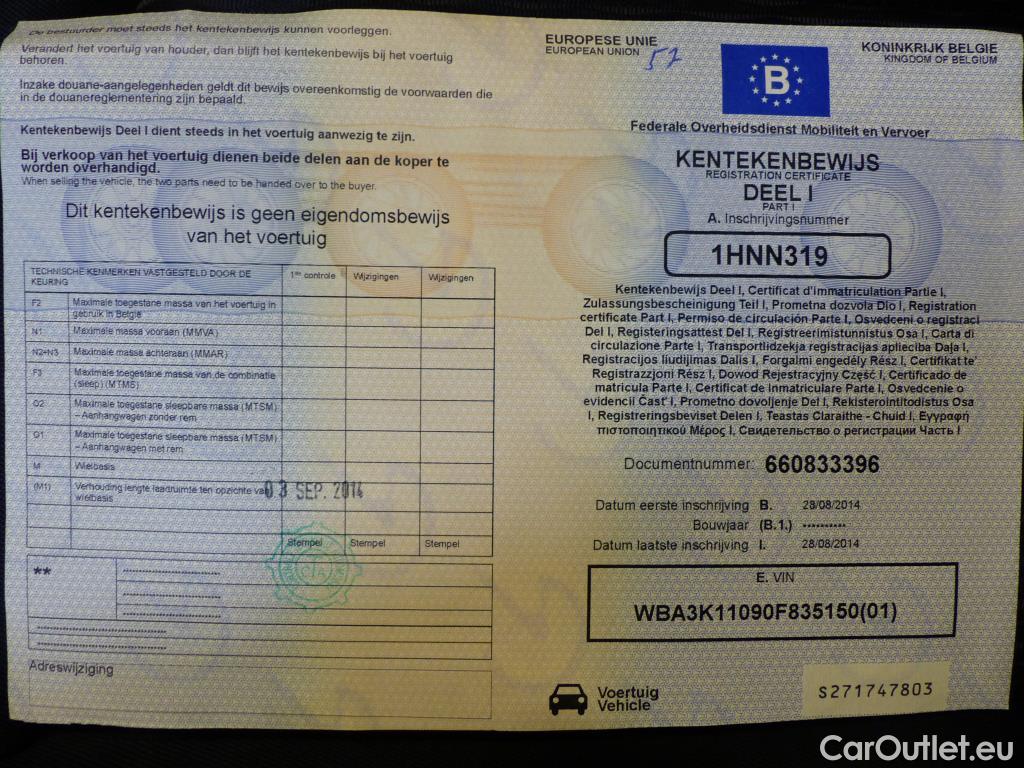 De bestuurder moet steeds het kentekenbewijs kunnen voorleggen.
Verandert het voertuig van houder, dan blijft het kentekenbewijs bij het voertuig
behoren.
Inzake douane-aangelegenheden geldt dit bewijs overeenkomstig de voorwaarden die
in de douanereglementering zijn bepaald.
Kentekenbewijs Deel I dient steeds in het voertuig aanwezig te zijn.
Bij verkoop van het voertuig dienen beide delen aan de koper te
worden overhandigd.
When selling the vehicle, the two parts need to be handed over to the buyer.
Dit kentekenbewijs is geen eigendomsbewijs
van het voertuig
TECHNISCHE KENMERKEN VASTGESTELD DOOR DE
KEURING
1ste controle
Wijzigingen
Wijzigingen
F2 Maximale toegestane massa van het voertuig in
gebruik in België
N1 Maximale massa vooraan (MMVA)
N2÷N3 Maximale massa achteraan (MMAR)
F3 Maximale toegestane massa van de combinatie
(sleep) (MTMS)
O2 Maximale toegestane sleepbare massa (MTSM)
– Aanhangwagen zonder rem
O1 Maximale toegestane sleepbare massa (MTSM)
– Aanhangwagen met rem
M Wielbasis
(M1) Verhouding lengte laadruimte ten opzichte van
wielbasis
03 SEP. 2014
Stempel Stempel Stempel
**
Adreswijziging
EUROPESE UNIE
EUROPEAN UNION
57
B
KONINKRIJK BELGIE
KINGDOM OF BELGIUM
Federale Overheidsdienst Mobiliteit en Vervoer
KENTEKENBEWIJS
REGISTRATION CERTIFICATE
DEEL I
PART I
A. Inschrijvingsnummer
1HNN319
Kentekenbewijs Deel I, Certificat d'immatriculation Partie I,
Zulassungsbescheinigung Teil I, Prometna dozvola Dio I, Registration
certificate Part I, Permiso de circulación Parte I, Osvedceni o registraci
Del I, Registeringsattest Del I, Registreerimistunnistus Osa I, Carta di
circulazione Parte I, Transportlidzekja registracijas aplieciba Daļa I,
Registracijos liudijimas Dalis I, Forgalmi engedély Rész I, Certifikat te'
Registrazzjoni Rész I, Dowod Rejestracyjny Część I, Certificado de
matricula Parte I, Certificat de inmatriculare Parte I, Osvedcenie o
evidencii Čast' I, Prometno dovoljenje Del I, Rekisterointitodistus Osa
I, Registreringsbeviset Delen I, Teastas Claraithe - Chuid I, Εγγραφή
πιστοποιητικού Μέρος I, Свидетельство о регистрации Часть I
Documentnummer: 660833396
Datum eerste inschrijving B. 28/08/2014
Bouwjaar (B.1.) ----------
Datum laatste inschrijving I. 28/08/2014
E. VIN
WBA3K11090F835150(01)
Voertuig
Vehicle
S271747803
CarOutlet.eu